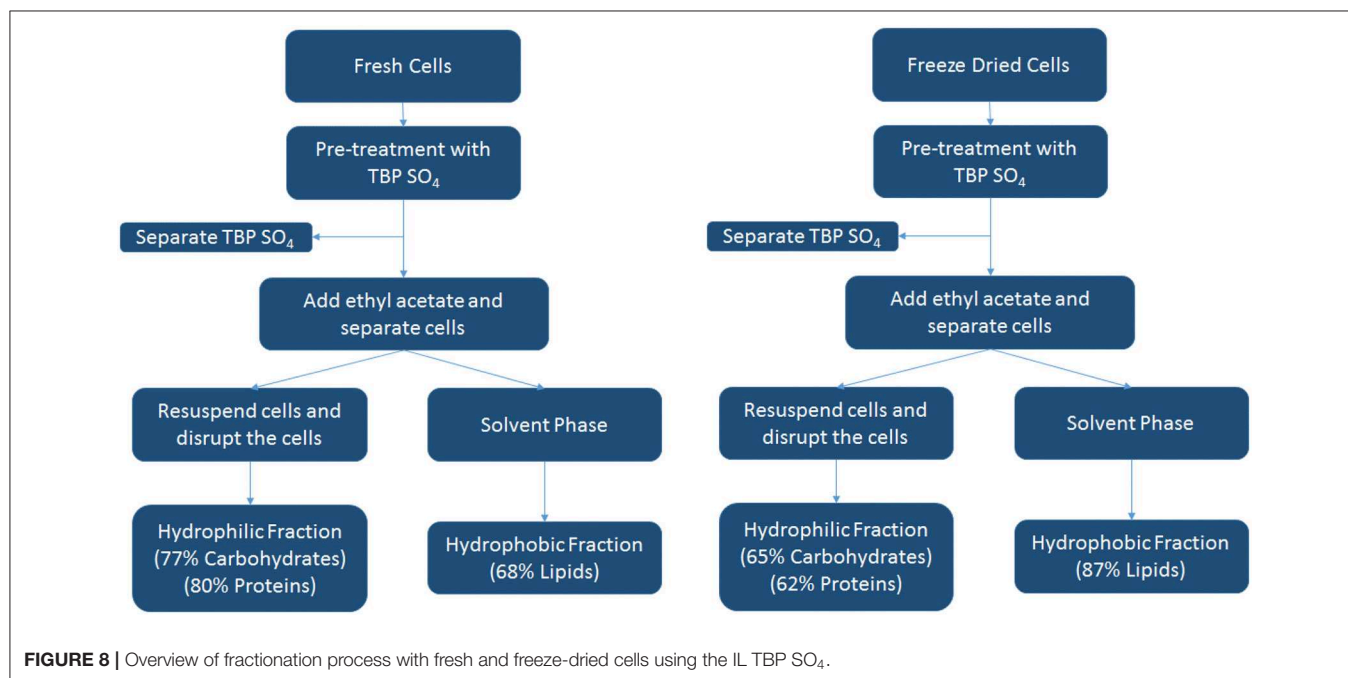 Fresh Cells
Pre-treatment with
TBP SO₄
Separate TBP SO₄
Add ethyl acetate and
separate cells
Resuspend cells and
disrupt the cells
Solvent Phase
Hydrophilic Fraction
(77% Carbohydrates)
(80% Proteins)
Hydrophobic Fraction
(68% Lipids)
Freeze Dried Cells
Pre-treatment with
TBP SO₄
Separate TBP SO₄
Add ethyl acetate and
separate cells
Resuspend cells and
disrupt the cells
Solvent Phase
Hydrophilic Fraction
(65% Carbohydrates)
(62% Proteins)
Hydrophobic Fraction
(87% Lipids)
FIGURE 8 | Overview of fractionation process with fresh and freeze-dried cells using the IL TBP SO₄.